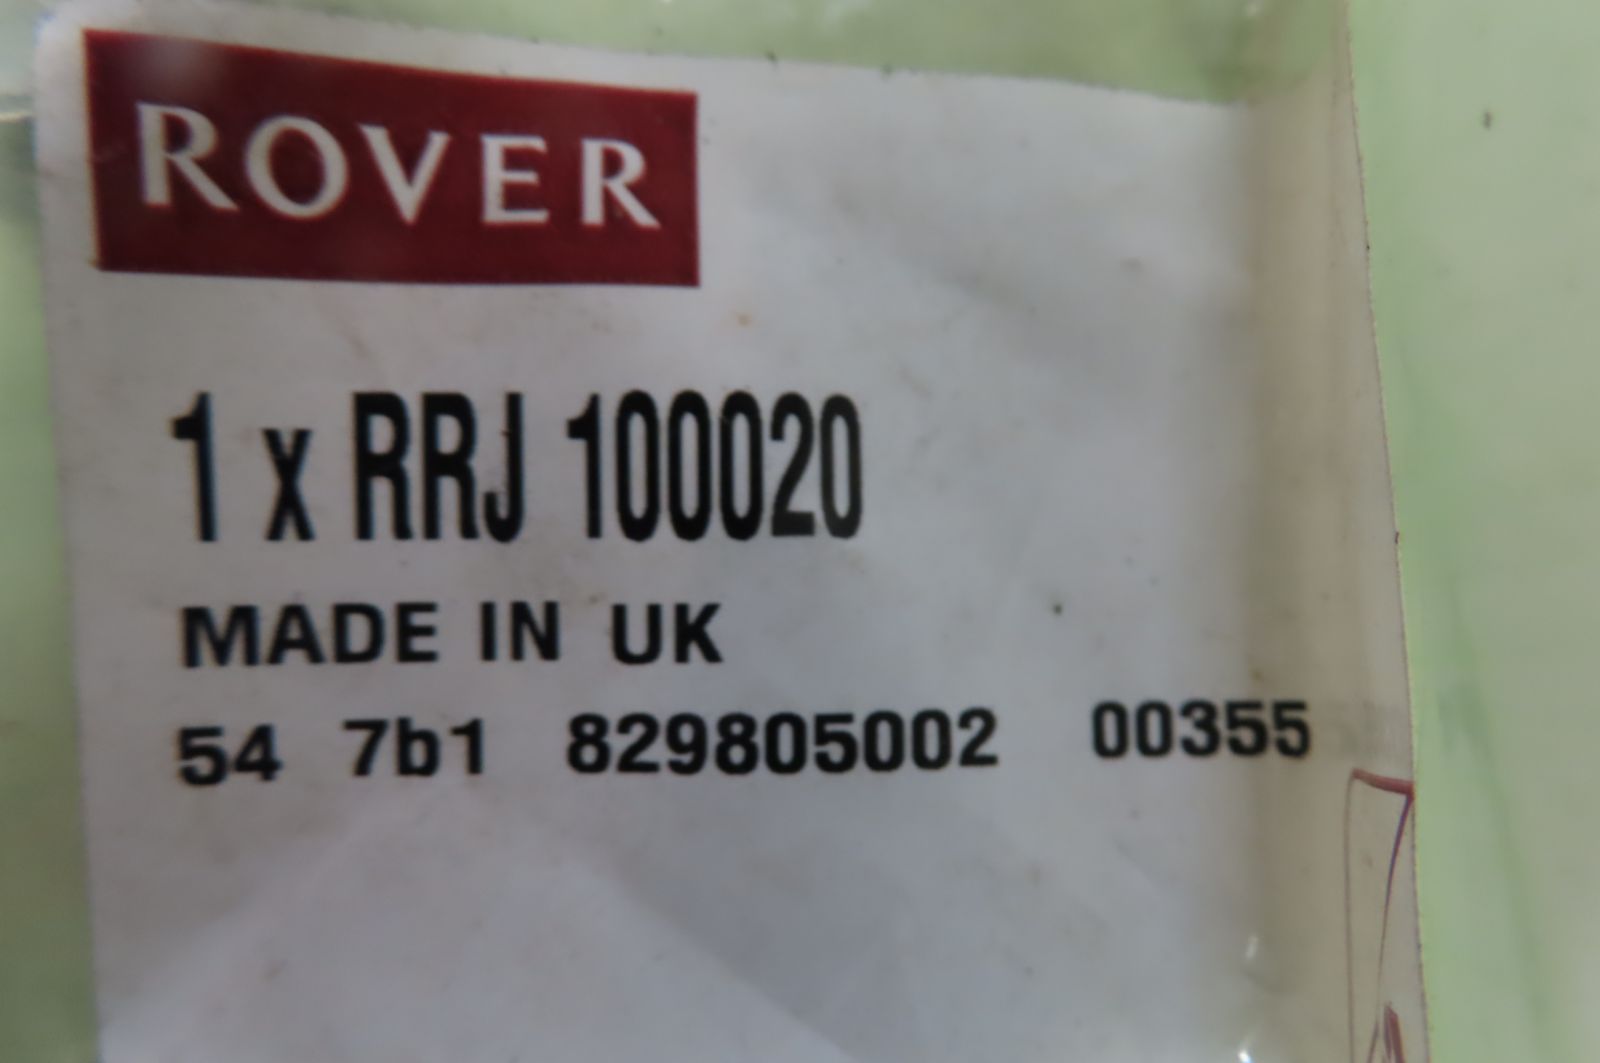 ROVER
1 x RRJ 100020
MADE IN UK
54 7b1 829805002 00355